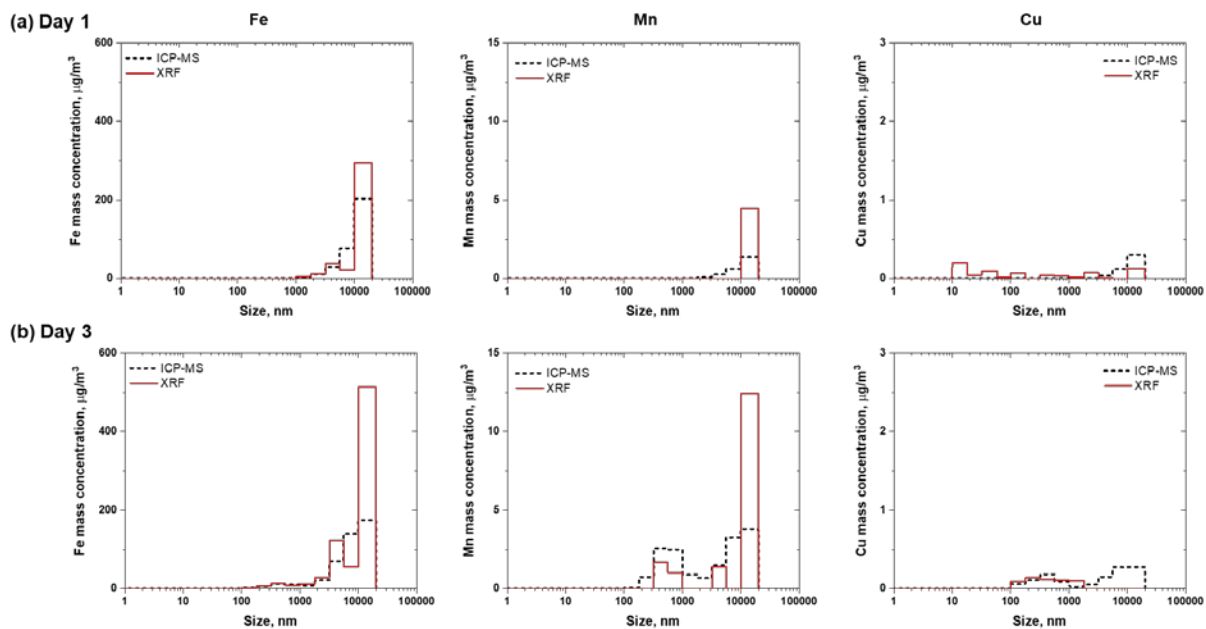 (a) Day 1
Fe
Mn
Cu
Fe mass concentration, μg/m³
600
400
200
0
ICP-MS
XRF
1 10 100 1000 10000 100000
Size, nm
Mn mass concentration, μg/m³
15
10
5
0
ICP-MS
XRF
1 10 100 1000 10000 100000
Size, nm
Cu mass concentration, μg/m³
3
2
1
0
ICP-MS
XRF
1 10 100 1000 10000 100000
Size, nm
(b) Day 3
Fe mass concentration, μg/m³
600
400
200
0
ICP-MS
XRF
1 10 100 1000 10000 100000
Size, nm
Mn mass concentration, μg/m³
15
10
5
0
ICP-MS
XRF
1 10 100 1000 10000 100000
Size, nm
Cu mass concentration, μg/m³
3
2
1
0
ICP-MS
XRF
1 10 100 1000 10000 100000
Size, nm